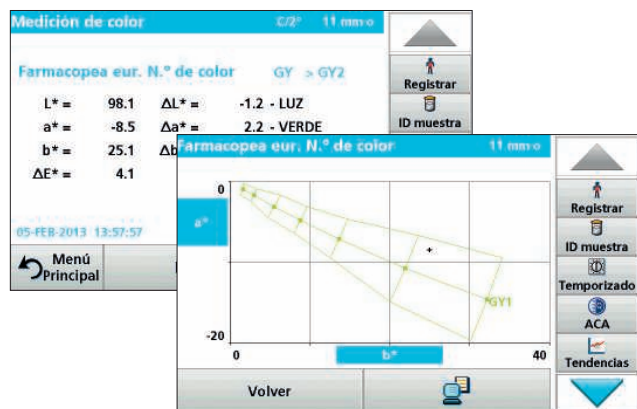 Medición de color C/2° 11 mm o
Farmacopea eur. N.º de color GY > GY2
L* = 98.1 ΔL* = -1.2 - LUZ
a* = -8.5 Δa* = 2.2 - VERDE
b* = 25.1 Δb
ΔE* = 4.1
05-FEB-2013 13:57:57
Menú
Principal
Registrar
ID muestra
Farmacopea eur. N.º de color 11 mm o
0
a*
GY1
-20
0 b* 40
Volver
Registrar
ID muestra
Temporizado
ACA
Tendencias